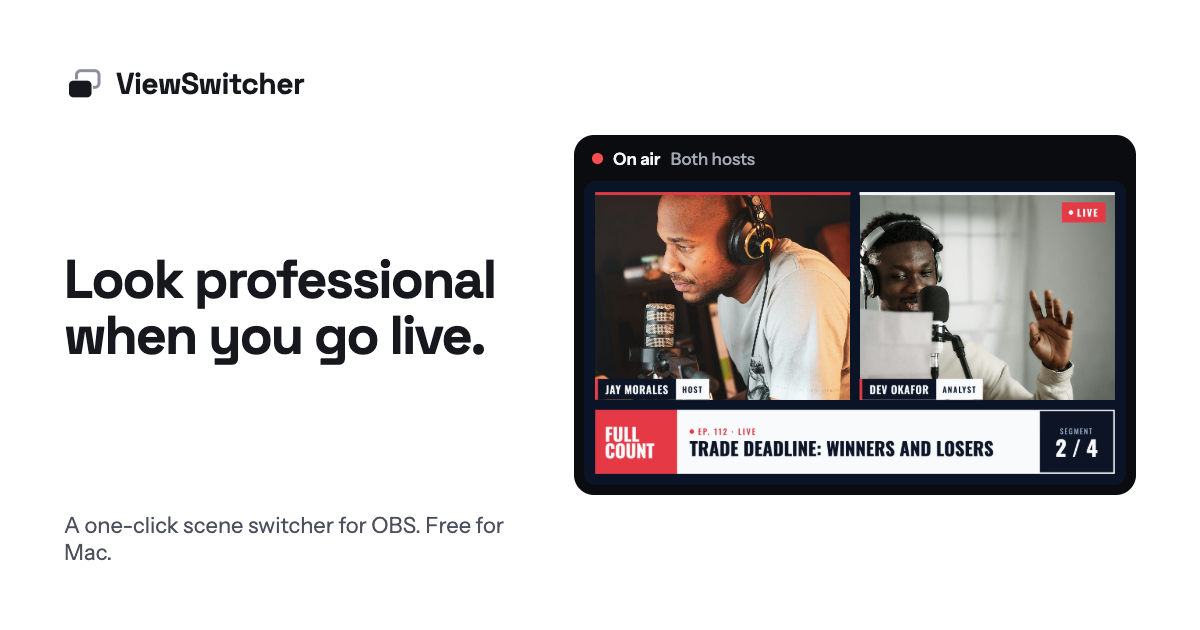 ViewSwitcher
Look professional
when you go live.
A one-click scene switcher for OBS. Free for
Mac.
On air Both hosts
LIVE
JAY MORALES HOST
DEV OKAFOR ANALYST
FULL
COUNT
EP. 112 · LIVE
TRADE DEADLINE: WINNERS AND LOSERS
SEGMENT
2 / 4